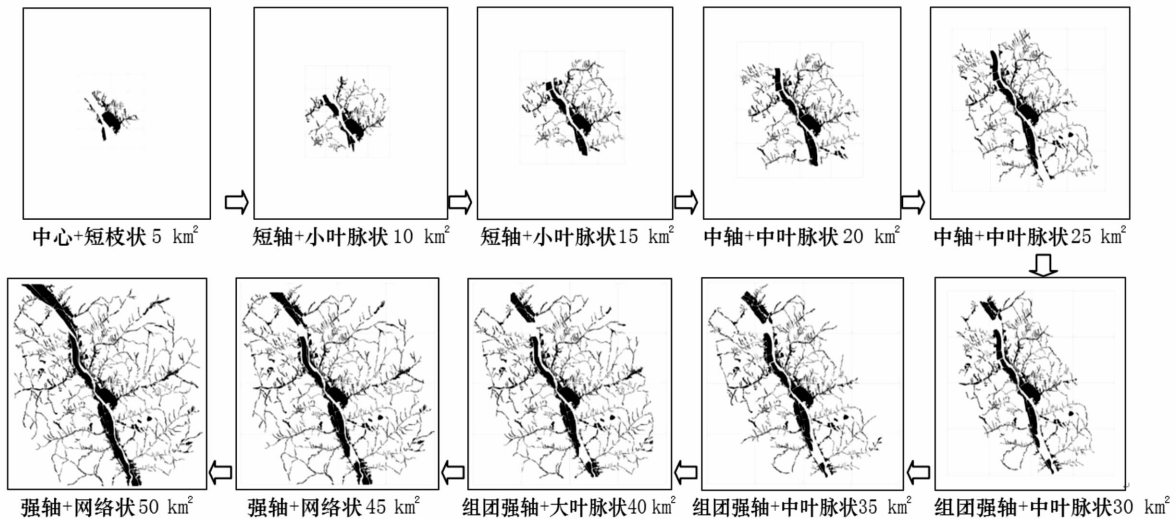 中心+短枝状 5 km²
短轴+小叶脉状 10 km²
短轴+小叶脉状15 km²
中轴+中叶脉状 20 km²
中轴+中叶脉状25 km²
强轴+网络状 50 km²
强轴+网络状 45 km²
组团强轴+大叶脉状40 km²
组团强轴+中叶脉状35 km²
组团强轴+中叶脉状30 km²